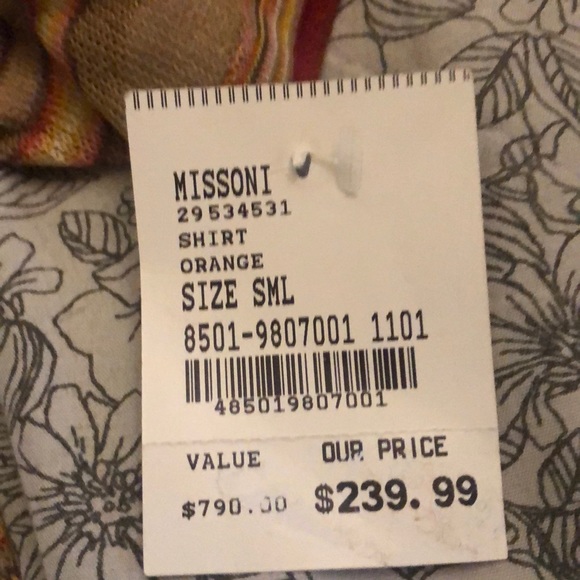 MISSONI
29534531
SHIRT
ORANGE
SIZE SML
8501-9807001 1101
485019807001
VALUE OUR PRICE
$790.00 $239.99